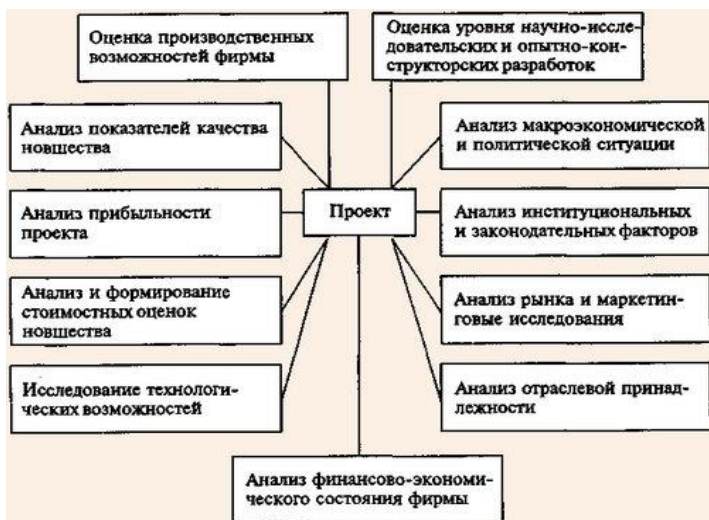 Оценка производственных
возможностей фирмы
Оценка уровня научно-иссле-
довательских и опытно-кон-
структорских разработок
Анализ показателей качества
новшества
Анализ макроэкономической
и политической ситуации
Анализ прибыльности
проекта
Проект
Анализ институциональных
и законодательных факторов
Анализ и формирование
стоимостных оценок
новшества
Анализ рынка и маркетин-
говые исследования
Исследование технологи-
ческих возможностей
Анализ отраслевой принад-
лежности
Анализ финансово-экономи-
ческого состояния фирмы